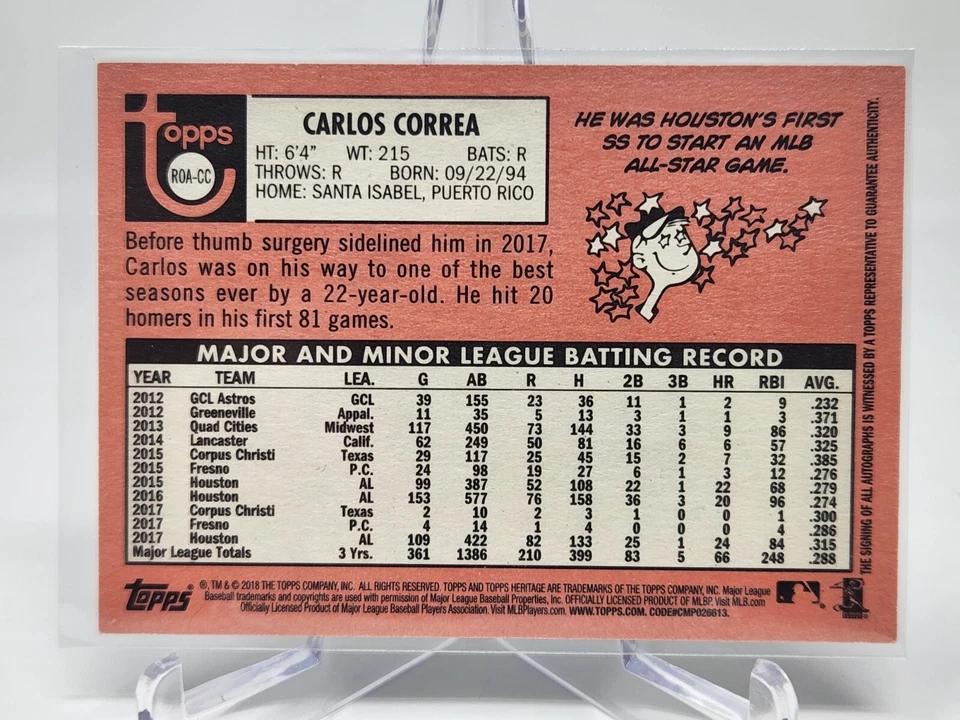 Topps
ROA-CC
CARLOS CORREA
HT: 6'4" WT: 215 BATS: R
THROWS: R BORN: 09/22/94
HOME: SANTA ISABEL, PUERTO RICO
HE WAS HOUSTON'S FIRST
SS TO START AN MLB
ALL-STAR GAME.
Before thumb surgery sidelined him in 2017,
Carlos was on his way to one of the best
seasons ever by a 22-year-old. He hit 20
homers in his first 81 games.
MAJOR AND MINOR LEAGUE BATTING RECORD
YEAR TEAM LEA. G AB R H 2B 3B HR RBI AVG.
2012 GCL Astros GCL 39 155 23 36 11 1 2 9 .232
2012 Greeneville Appal. 11 35 5 13 3 1 1 3 .371
2013 Quad Cities Midwest 117 450 73 144 33 3 9 86 .320
2014 Lancaster Calif. 62 249 50 81 16 6 6 57 .325
2015 Corpus Christi Texas 29 117 25 45 15 2 7 32 .385
2015 Fresno P.C. 24 98 19 27 6 1 3 12 .276
2015 Houston AL 99 387 52 108 22 1 22 68 .279
2016 Houston AL 153 577 76 158 36 3 20 96 .274
2017 Corpus Christi Texas 2 10 2 3 1 0 0 1 .300
2017 Fresno P.C. 4 14 1 4 0 0 0 4 .286
2017 Houston AL 109 422 82 133 25 1 24 84 .315
Major League Totals 3 Yrs. 361 1386 210 399 83 5 66 248 .288
THE SIGNING OF ALL AUTOGRAPHS IS WITNESSED BY A TOPPS REPRESENTATIVE TO GUARANTEE AUTHENTICITY.
Topps
®, TM & © 2018 THE TOPPS COMPANY, INC. ALL RIGHTS RESERVED. TOPPS AND TOPPS HERITAGE ARE TRADEMARKS OF THE TOPPS COMPANY, INC. Major League
Baseball trademarks and copyrights are used with permission of Major League Baseball Properties, Inc. OFFICIALLY LICENSED PRODUCT OF MLBP. Visit MLB.com
Officially Licensed Product of Major League Baseball Players Association. Visit MLBPlayers.com. WWW.TOPPS.COM. CODE#CMP026613.